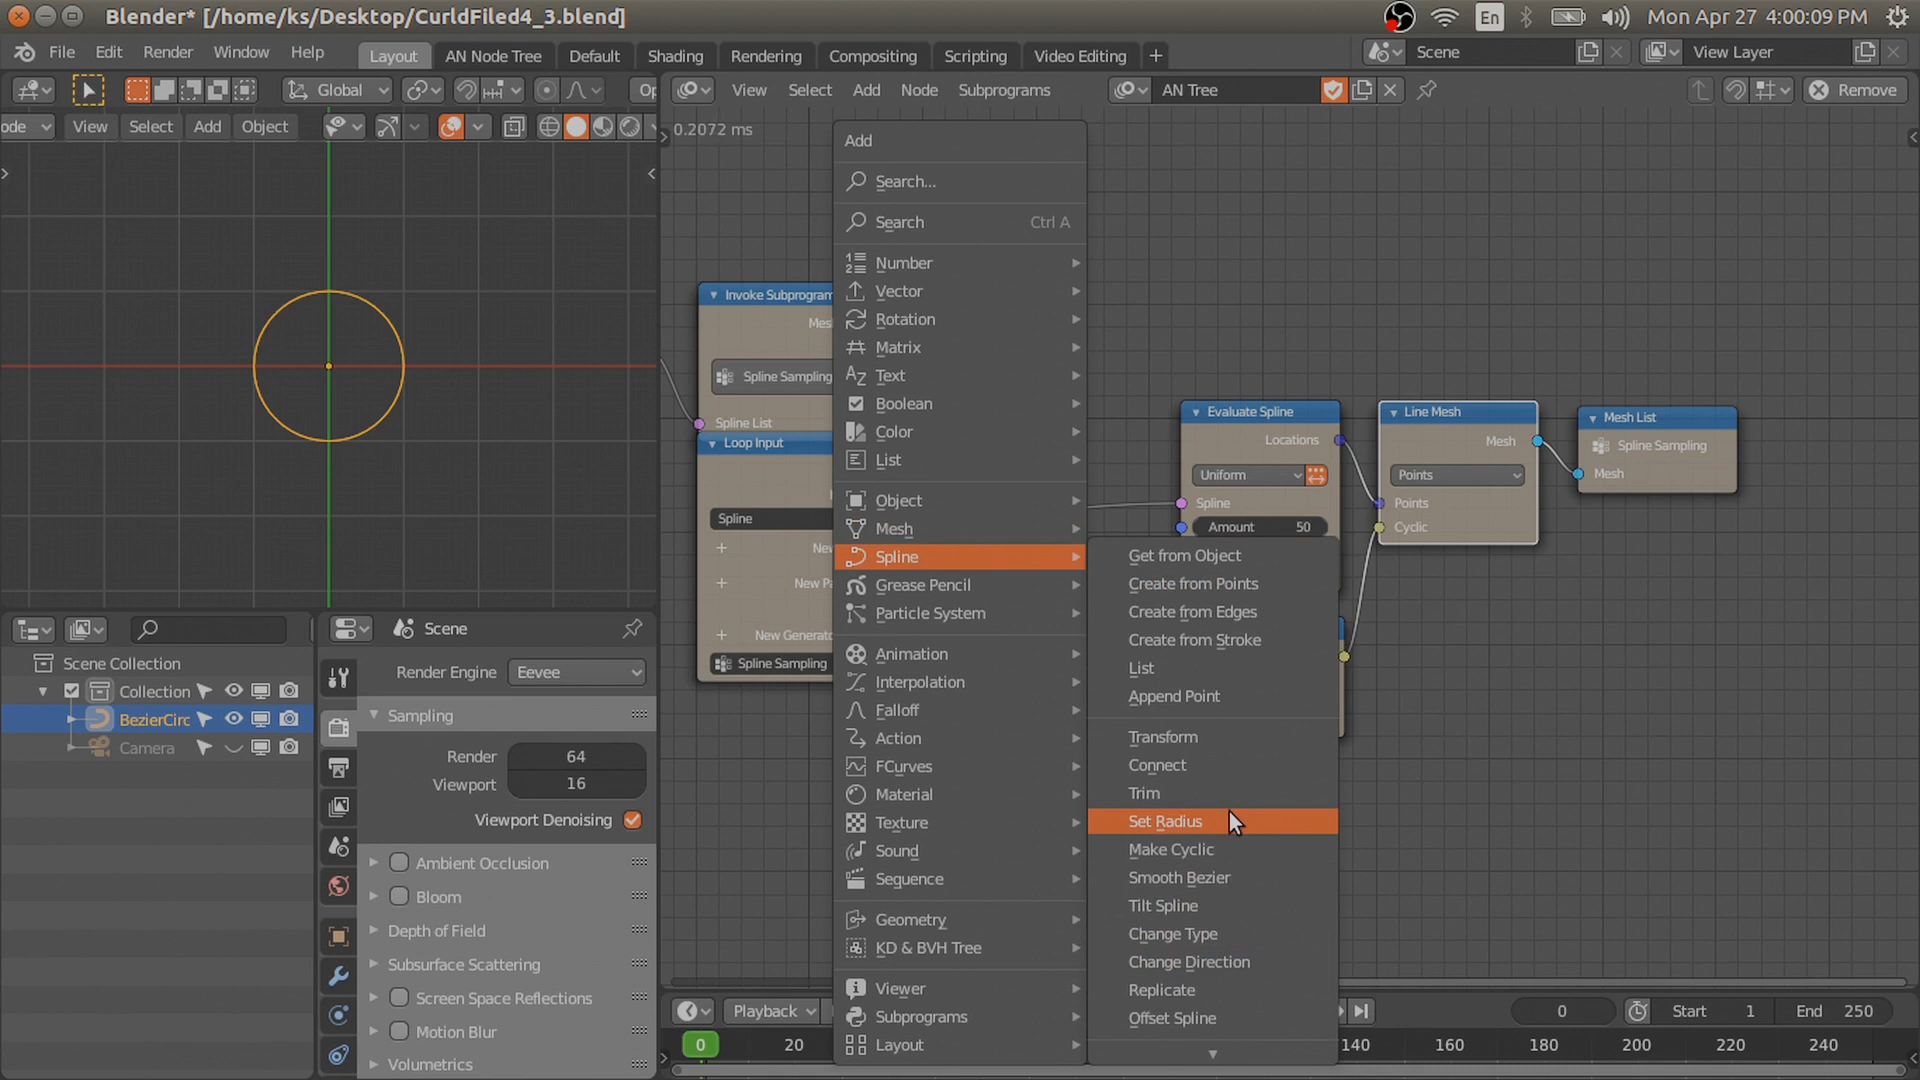 Blender* [/home/ks/Desktop/CurldFiled4_3.blend]
En
Mon Apr 27 4:00:09 PM
File Edit Render Window Help
Layout AN Node Tree Default Shading Rendering Compositing Scripting Video Editing +
Scene
View Layer
Global
Op
View Select Add Node Subprograms
AN Tree
Remove
ode View Select Add Object
0.2072 ms
Add
Search...
Search Ctrl A
Number
Vector
Rotation
Matrix
Text
Boolean
Color
List
Object
Mesh
Spline
Grease Pencil
Particle System
Animation
Interpolation
Falloff
Action
FCurves
Material
Texture
Sound
Sequence
Geometry
KD & BVH Tree
Viewer
Subprograms
Layout
Get from Object
Create from Points
Create from Edges
Create from Stroke
List
Append Point
Transform
Connect
Trim
Set Radius
Make Cyclic
Smooth Bezier
Tilt Spline
Change Type
Change Direction
Replicate
Offset Spline
Invoke Subprogram
Mes
Spline Sampling
Spline List
Loop Input
Spline
New
New Pa
New Generato
Spline Sampling
Evaluate Spline
Locations
Uniform
Spline
Amount 50
Line Mesh
Mesh
Points
Points
Cyclic
Mesh List
Spline Sampling
Mesh
Scene Collection
Collection
BezierCirc
Camera
Scene
Render Engine Eevee
Sampling
Render 64
Viewport 16
Viewport Denoising
Ambient Occlusion
Bloom
Depth of Field
Subsurface Scattering
Screen Space Reflections
Motion Blur
Volumetrics
Playback
0 Start 1 End 250
0 20 140 160 180 200 220 240